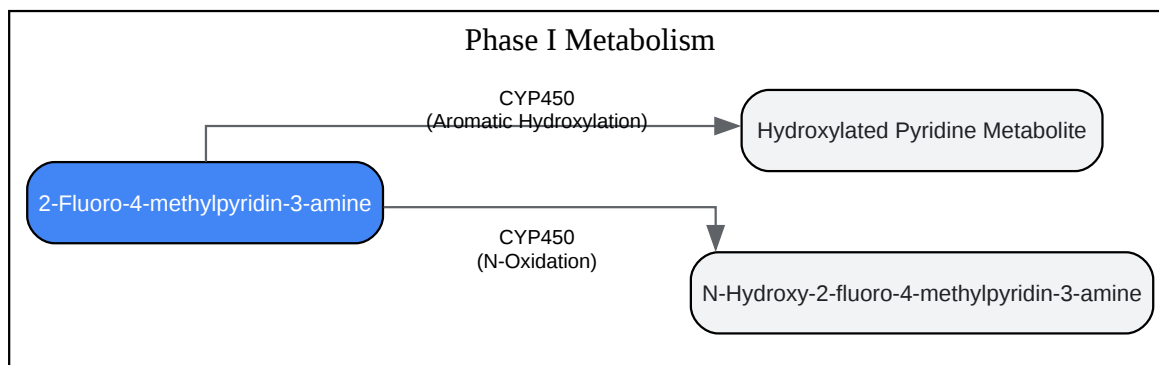 Phase I Metabolism
CYP450
(Aromatic Hydroxylation)
Hydroxylated Pyridine Metabolite
2-Fluoro-4-methylpyridin-3-amine
CYP450
(N-Oxidation)
N-Hydroxy-2-fluoro-4-methylpyridin-3-amine